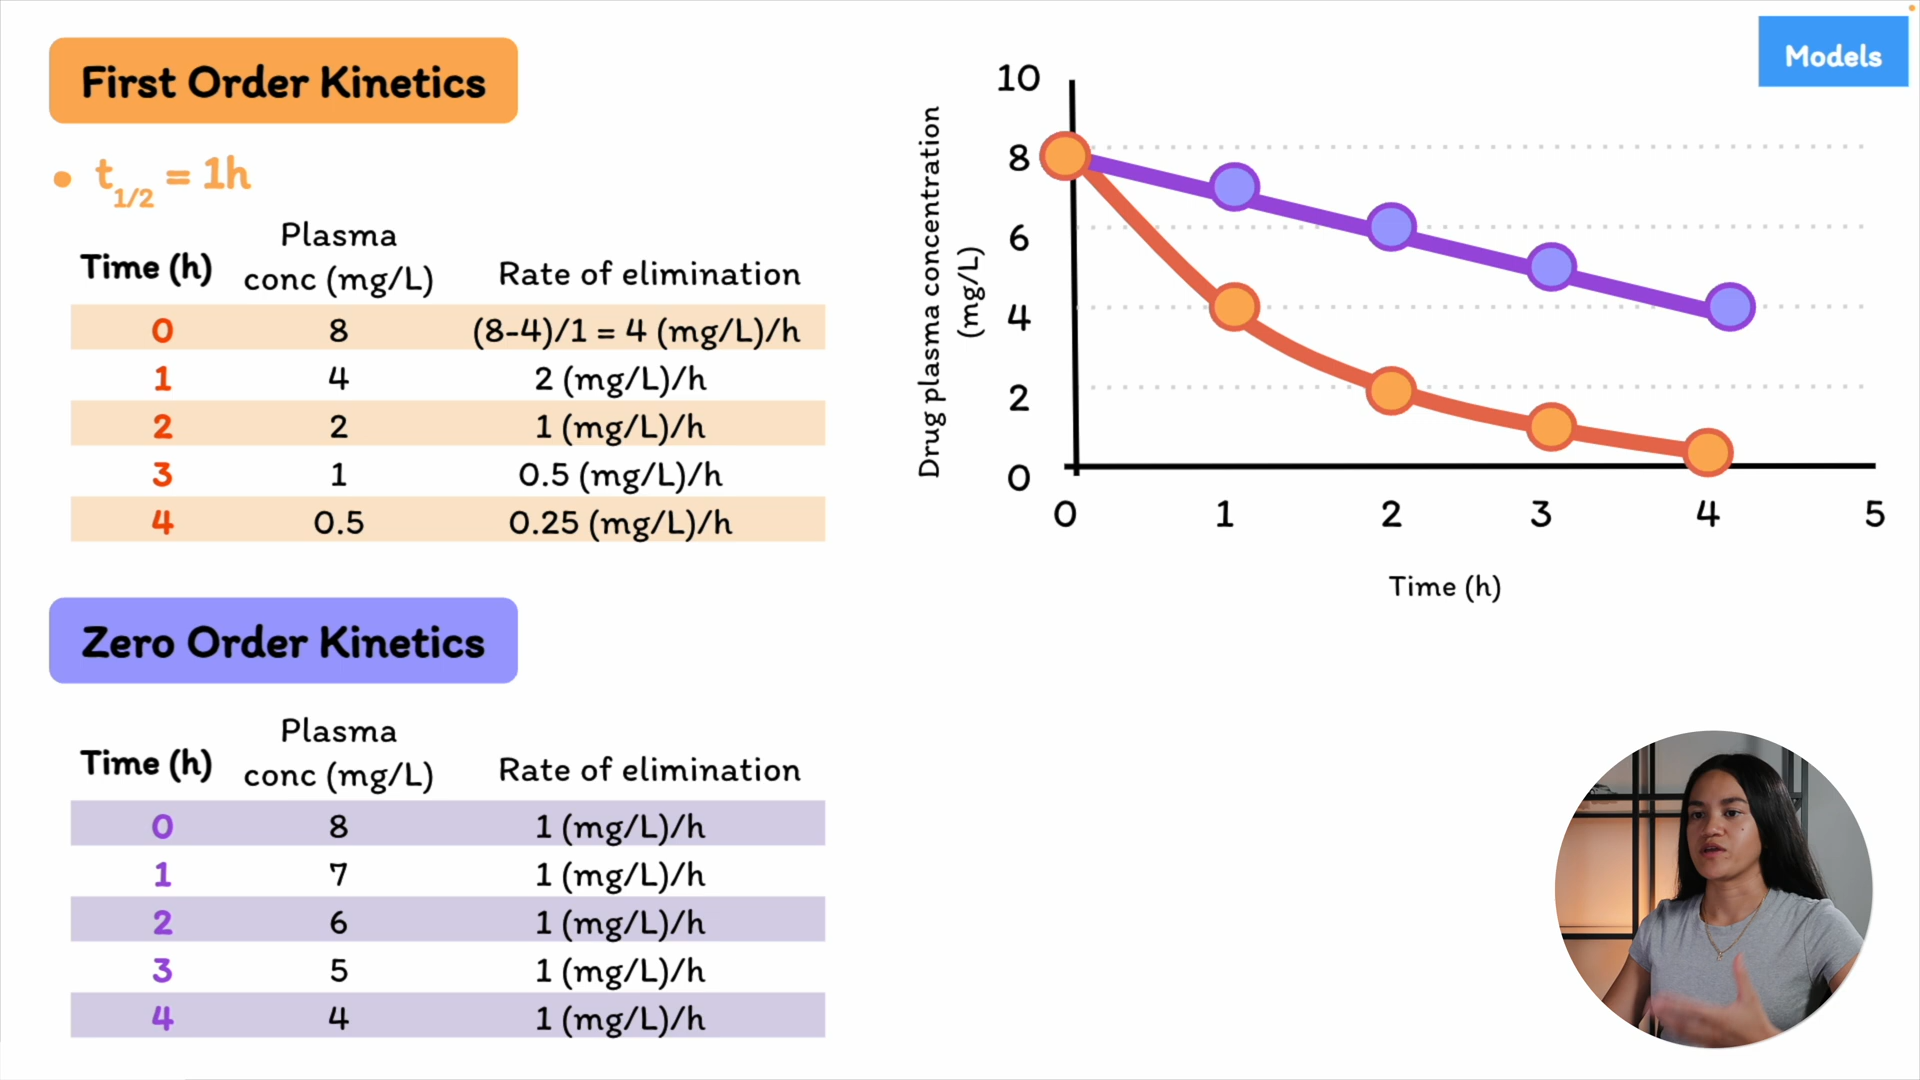 First Order Kinetics
• t1/2 = 1h
Time (h) Plasma conc (mg/L) Rate of elimination
0 8 (8-4)/1 = 4 (mg/L)/h
1 4 2 (mg/L)/h
2 2 1 (mg/L)/h
3 1 0.5 (mg/L)/h
4 0.5 0.25 (mg/L)/h
Zero Order Kinetics
Time (h) Plasma conc (mg/L) Rate of elimination
0 8 1 (mg/L)/h
1 7 1 (mg/L)/h
2 6 1 (mg/L)/h
3 5 1 (mg/L)/h
4 4 1 (mg/L)/h
Models
Drug plasma concentration
(mg/L)
10
8
6
4
2
0
0 1 2 3 4 5
Time (h)